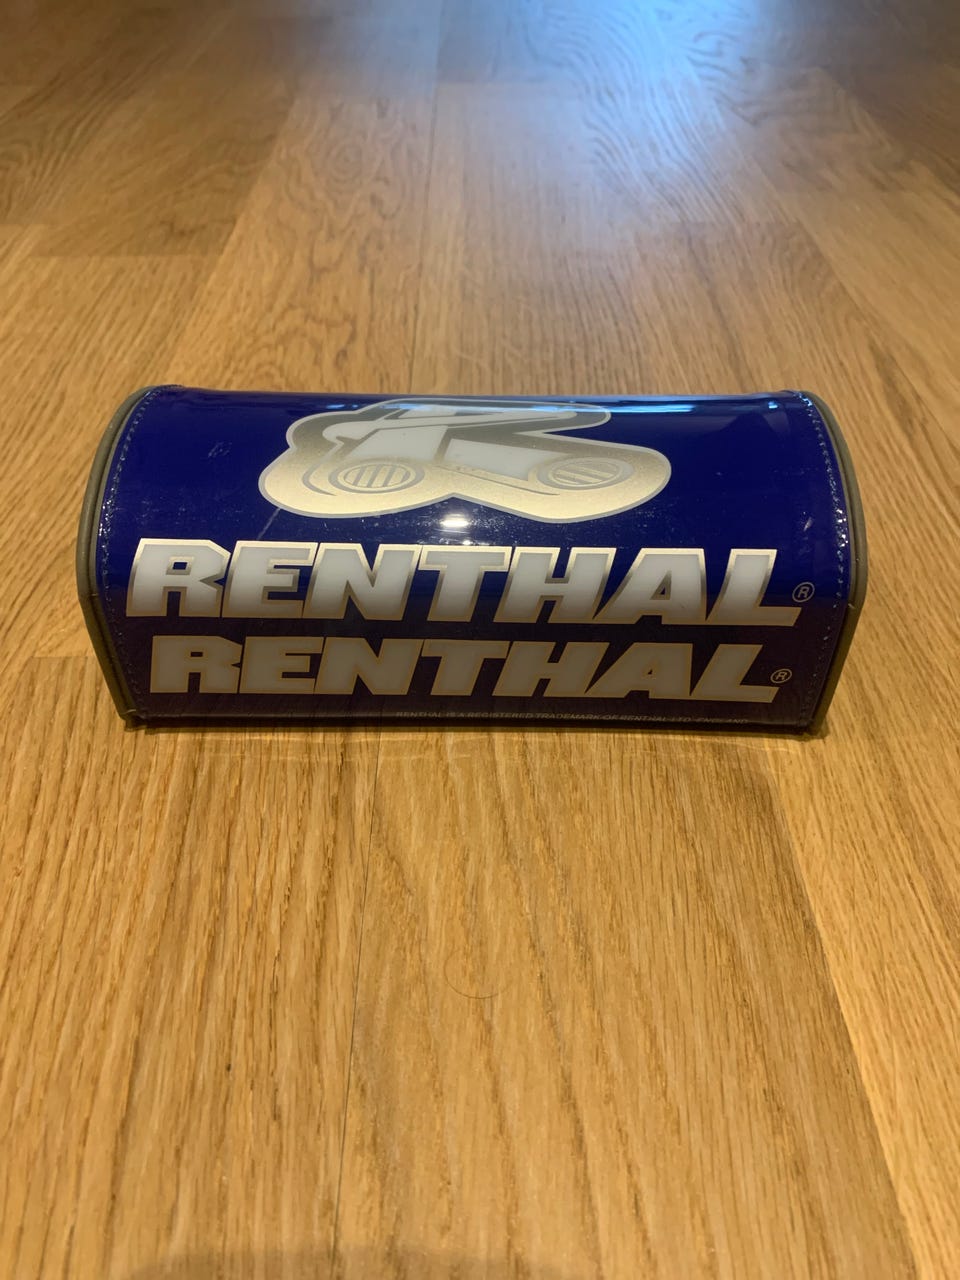 RENTHAL®
RENTHAL®
RENTHAL IS A REGISTERED TRADEMARK OF RENTHAL LTD. ENGLAND